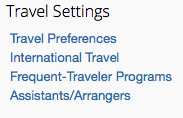 Travel Settings
Travel Preferences
International Travel
Frequent-Traveler Programs
Assistants/Arrangers